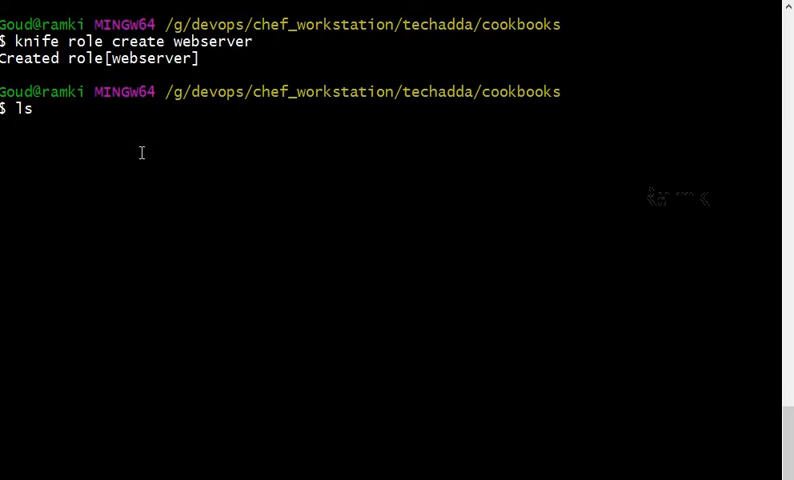 Goud@ramki MINGW64 /g/devops/chef_workstation/techadda/cookbooks
$ knife role create webserver
Created role[webserver]
Goud@ramki MINGW64 /g/devops/chef_workstation/techadda/cookbooks
$ ls